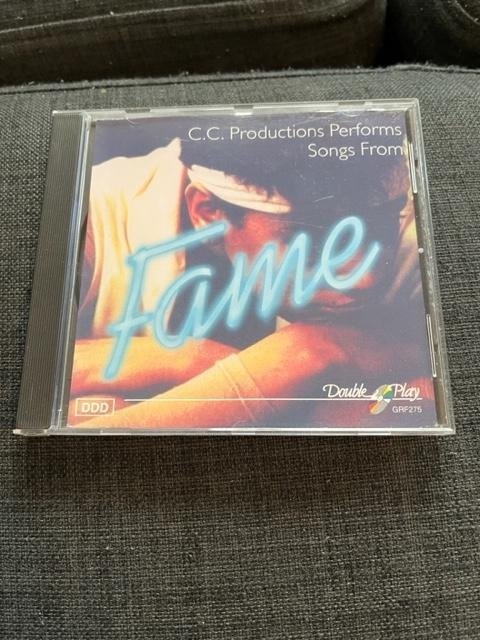 C.C. Productions Performs
Songs From
Fame
DDD
Double Play
GRF275